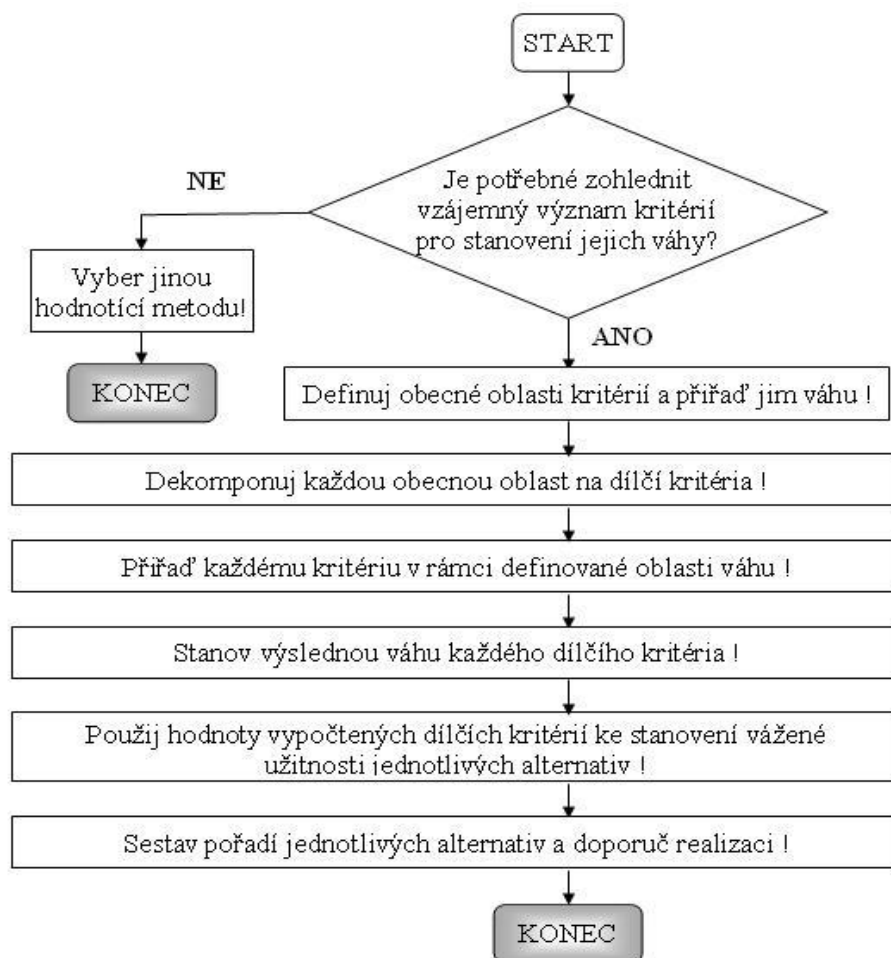 START
Je potřebné zohlednit
vzájemný význam kritérií
pro stanovení jejich váhy?
NE
Vyber jinou
hodnotící metodu!
KONEC
ANO
Definuj obecné oblasti kritérií a přiřaď jim váhu !
Dekomponuj každou obecnou oblast na dílčí kritéria !
Přiřaď každému kritériu v rámci definované oblasti váhu !
Stanov výslednou váhu každého dílčího kritéria !
Použij hodnoty vypočtených dílčích kritérií ke stanovení vážené
užitnosti jednotlivých alternativ !
Sestav pořadí jednotlivých alternativ a doporuč realizaci !
KONEC